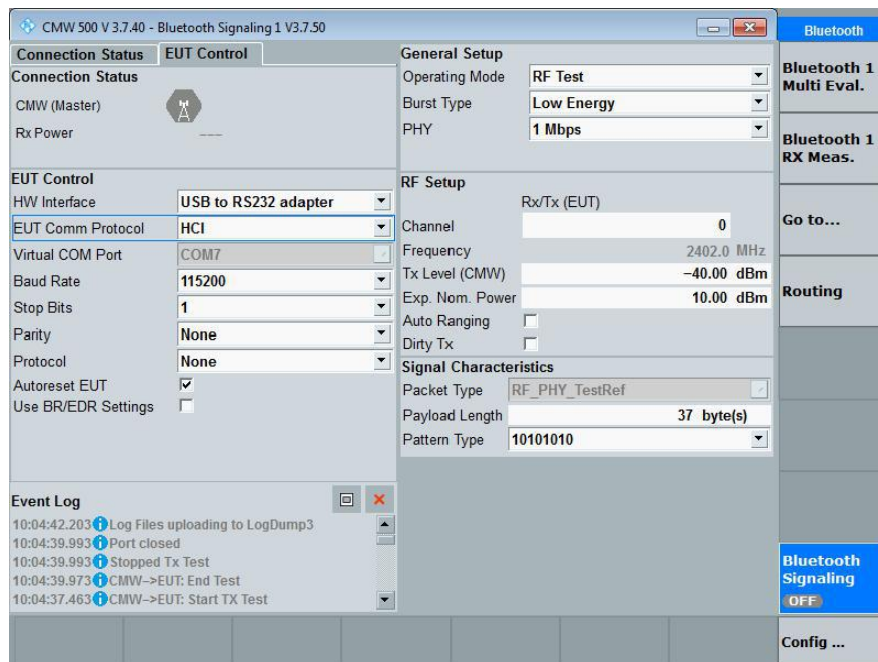 CMW 500 V 3.7.40 - Bluetooth Signaling 1 V3.7.50
Connection Status
EUT Control
Connection Status
CMW (Master)
Rx Power
---
EUT Control
HW Interface
USB to RS232 adapter
EUT Comm Protocol
HCI
Virtual COM Port
COM7
Baud Rate
115200
Stop Bits
1
Parity
None
Protocol
None
Autoreset EUT
Use BR/EDR Settings
Event Log
10:04:42.203 Log Files uploading to LogDump3
10:04:39.993 Port closed
10:04:39.993 Stopped Tx Test
10:04:39.973 CMW-->EUT: End Test
10:04:37.463 CMW-->EUT: Start TX Test
General Setup
Operating Mode
RF Test
Burst Type
Low Energy
PHY
1 Mbps
RF Setup
Rx/Tx (EUT)
Channel
0
Frequency
2402.0 MHz
Tx Level (CMW)
-40.00 dBm
Exp. Nom. Power
10.00 dBm
Auto Ranging
Dirty Tx
Signal Characteristics
Packet Type
RF_PHY_TestRef
Payload Length
37 byte(s)
Pattern Type
10101010
Bluetooth
Bluetooth 1
Multi Eval.
Bluetooth 1
RX Meas.
Go to...
Routing
Bluetooth
Signaling
OFF
Config ...